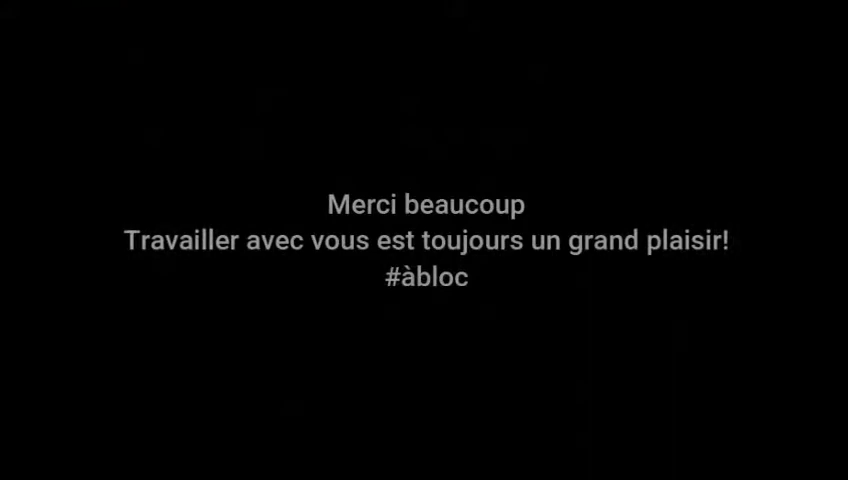 Merci beaucoup
Travailler avec vous est toujours un grand plaisir!
#àbloc